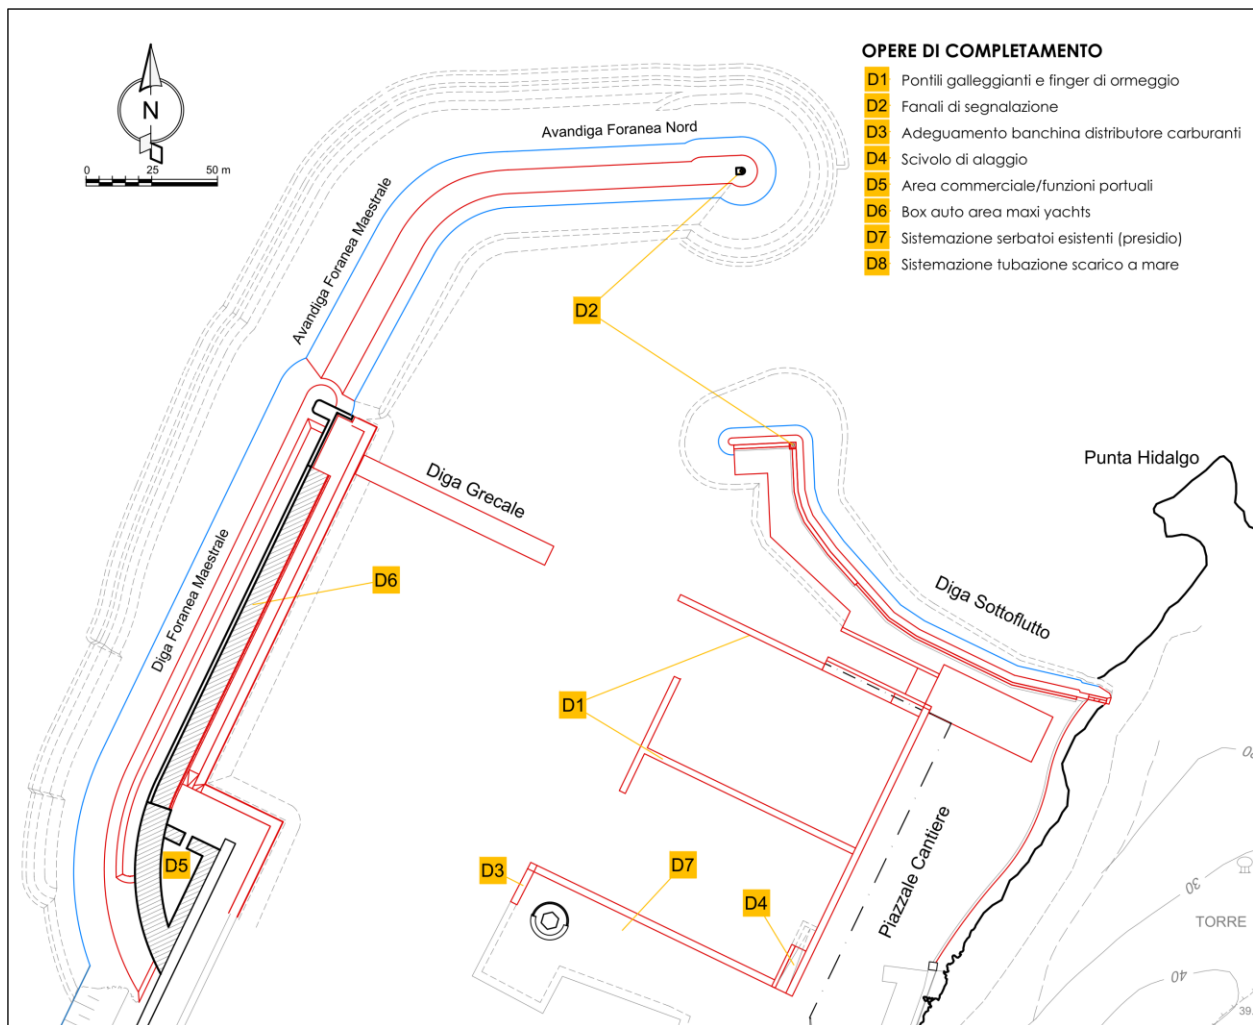 OPERE DI COMPLETAMENTO
D1 Pontili galleggianti e finger di ormeggio
D2 Fanali di segnalazione
D3 Adeguamento banchina distributore carburanti
D4 Scivolo di alaggio
D5 Area commerciale/funzioni portuali
D6 Box auto area maxi yachts
D7 Sistemazione serbatoi esistenti (presidio)
D8 Sistemazione tubazione scarico a mare
N
0 25 50 m
Avandiga Foranea Nord
Avandiga Foranea Maestrale
D2
Diga Grecale
Punta Hidalgo
Diga Foranea Maestrale
D6
Diga Sottoflutto
D1
D5
D3
D7
D4
Piazzale Cantiere
30
TORRE
40
39.